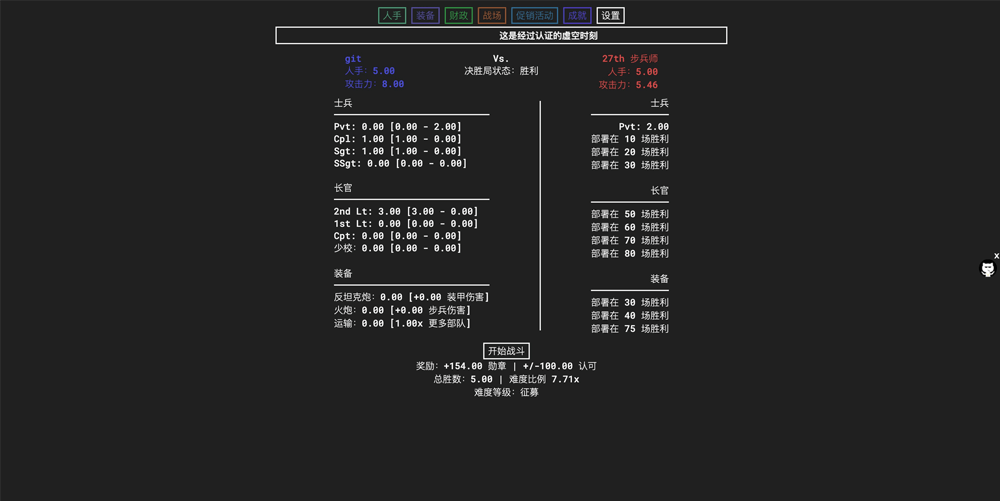 人手 装备 财政 战场 促销活动 成就 设置
这是经过认证的虚空时刻
git
人手: 5.00
攻击力: 8.00
Vs.
决胜局状态: 胜利
27th 步兵师
人手: 5.00
攻击力: 5.46
士兵
Pvt: 0.00 [0.00 - 2.00]
Cpl: 1.00 [1.00 - 0.00]
Sgt: 1.00 [1.00 - 0.00]
SSgt: 0.00 [0.00 - 0.00]
长官
2nd Lt: 3.00 [3.00 - 0.00]
1st Lt: 0.00 [0.00 - 0.00]
Cpt: 0.00 [0.00 - 0.00]
少校: 0.00 [0.00 - 0.00]
装备
反坦克炮: 0.00 [+0.00 装甲伤害]
火炮: 0.00 [+0.00 步兵伤害]
运输: 0.00 [1.00x 更多部队]
士兵
Pvt: 2.00
部署在 10 场胜利
部署在 20 场胜利
部署在 30 场胜利
长官
部署在 50 场胜利
部署在 60 场胜利
部署在 70 场胜利
部署在 80 场胜利
装备
部署在 30 场胜利
部署在 40 场胜利
部署在 75 场胜利
x
开始战斗
奖励: +154.00 勋章 | +/-100.00 认可
总胜数: 5.00 | 难度比例 7.71x
难度等级: 征募